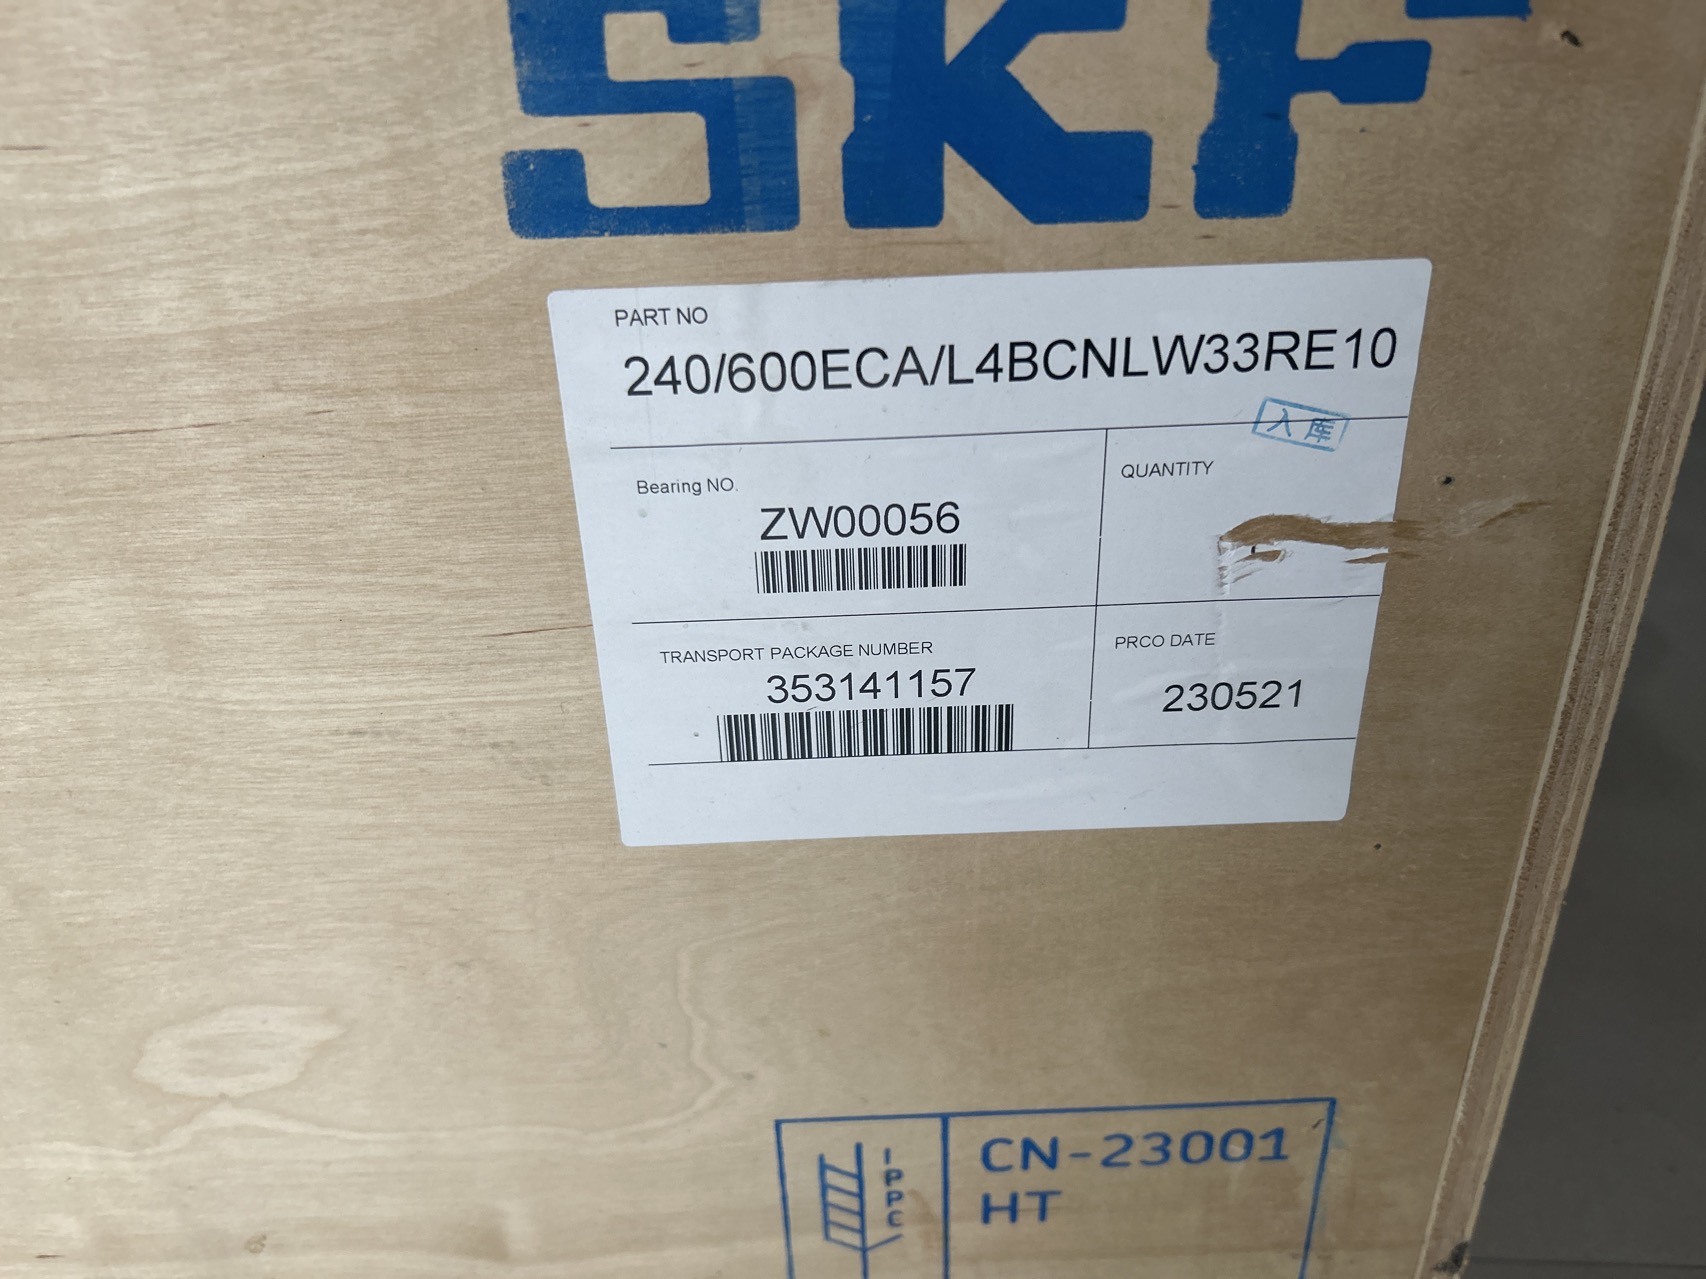 SKF
PART NO
240/600ECA/L4BCNLW33RE10
入库
Bearing NO.
ZW00056
QUANTITY
TRANSPORT PACKAGE NUMBER
353141157
PRCO DATE
230521
IPPC
CN-23001
HT